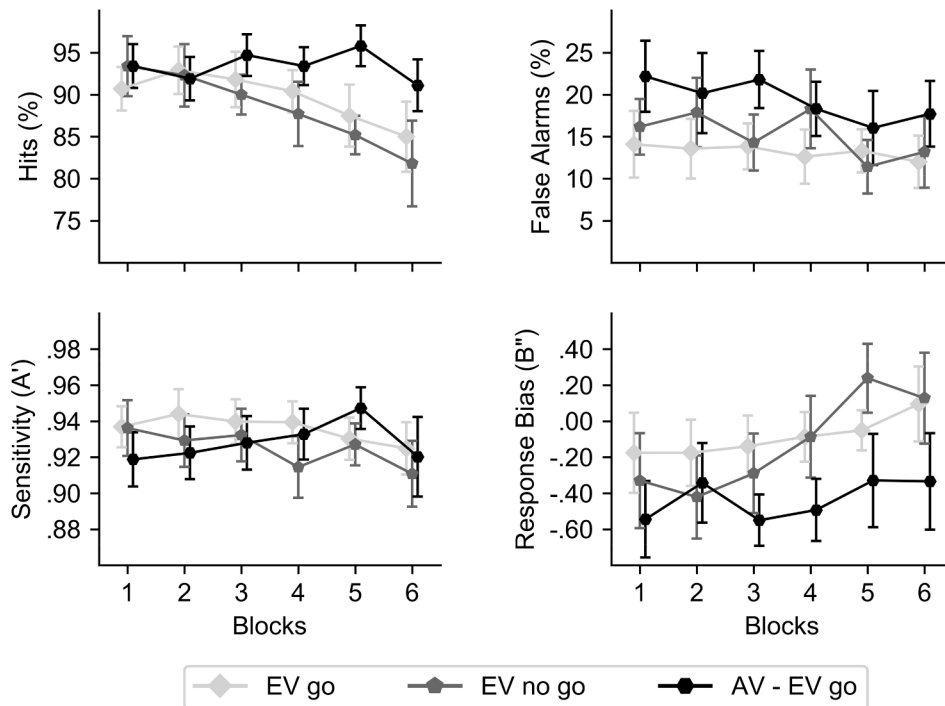 Hits (%)
95
90
85
80
75
False Alarms (%)
25
20
15
10
5
Sensitivity (A')
.98
.96
.94
.92
.90
.88
1 2 3 4 5 6
Blocks
Response Bias (B")
.40
.20
.00
-.20
-.40
-.60
1 2 3 4 5 6
Blocks
EV go EV no go AV - EV go